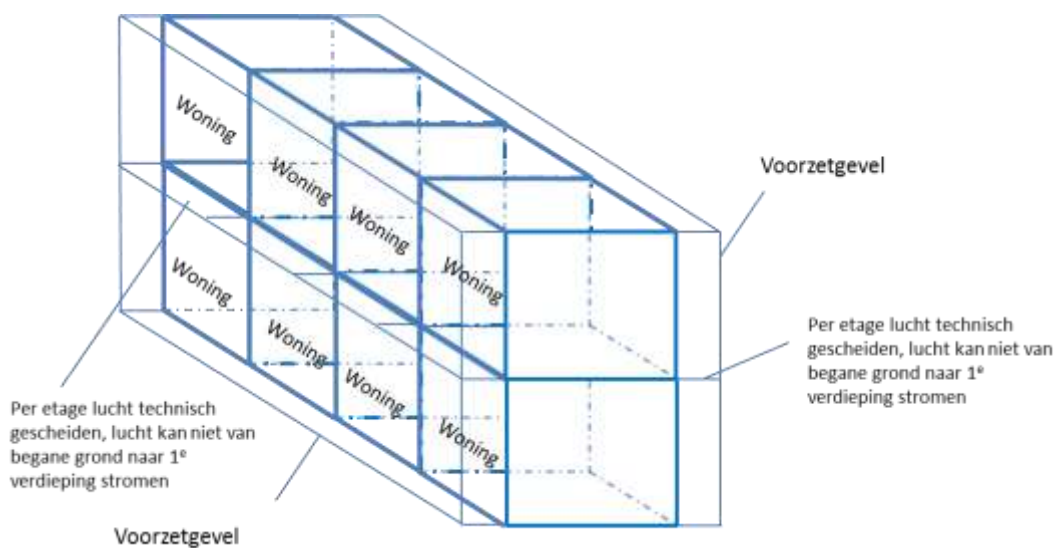 Woning
Woning
Woning
Woning
Woning
Woning
Woning
Woning
Voorzetgevel
Per etage lucht technisch
gescheiden, lucht kan niet van
begane grond naar 1e
verdieping stromen
Per etage lucht technisch
gescheiden, lucht kan niet van
begane grond naar 1e
verdieping stromen
Voorzetgevel